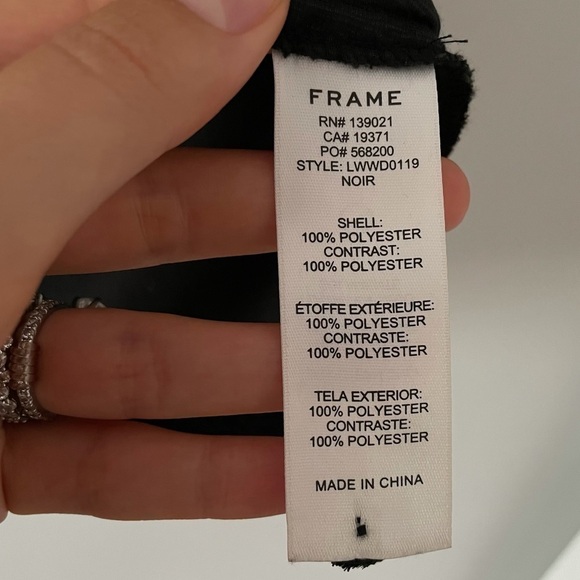 FRAME
RN# 139021
CA# 19371
PO# 568200
STYLE: LWWD0119
NOIR
SHELL:
100% POLYESTER
CONTRAST:
100% POLYESTER
ÉTOFFE EXTÉRIEURE:
100% POLYESTER
CONTRASTE:
100% POLYESTER
TELA EXTERIOR:
100% POLYESTER
CONTRASTE:
100% POLYESTER
MADE IN CHINA